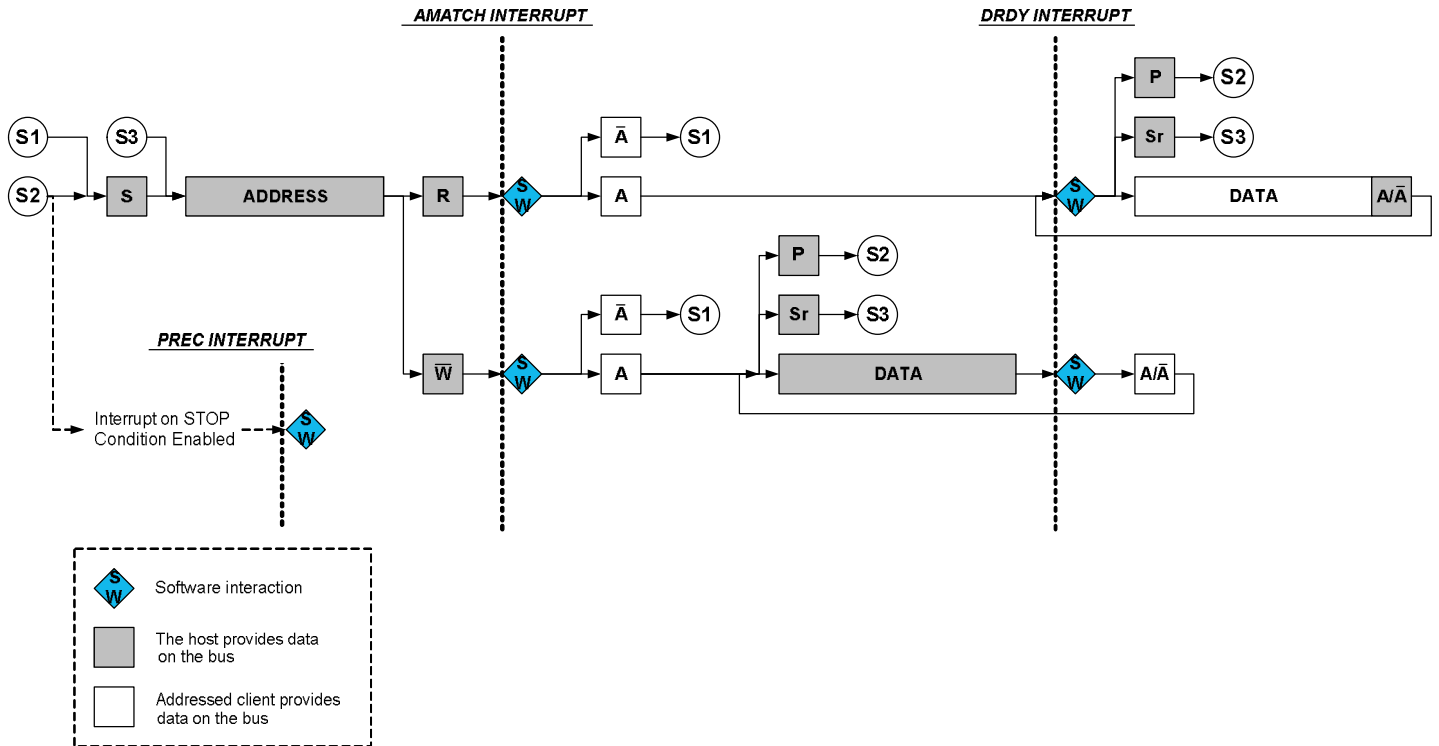 AMATCH INTERRUPT
DRDY INTERRUPT
P
S2
S1
S3
Ā
S1
Sr
S3
S2
S
ADDRESS
R
S
W
A
S
W
DATA
A/Ā
P
S2
Ā
S1
Sr
S3
PREC INTERRUPT
W̅
S
W
A
DATA
S
W
A/Ā
Interrupt on STOP
Condition Enabled
S
W
S
W
Software interaction
The host provides data
on the bus
Addressed client provides
data on the bus